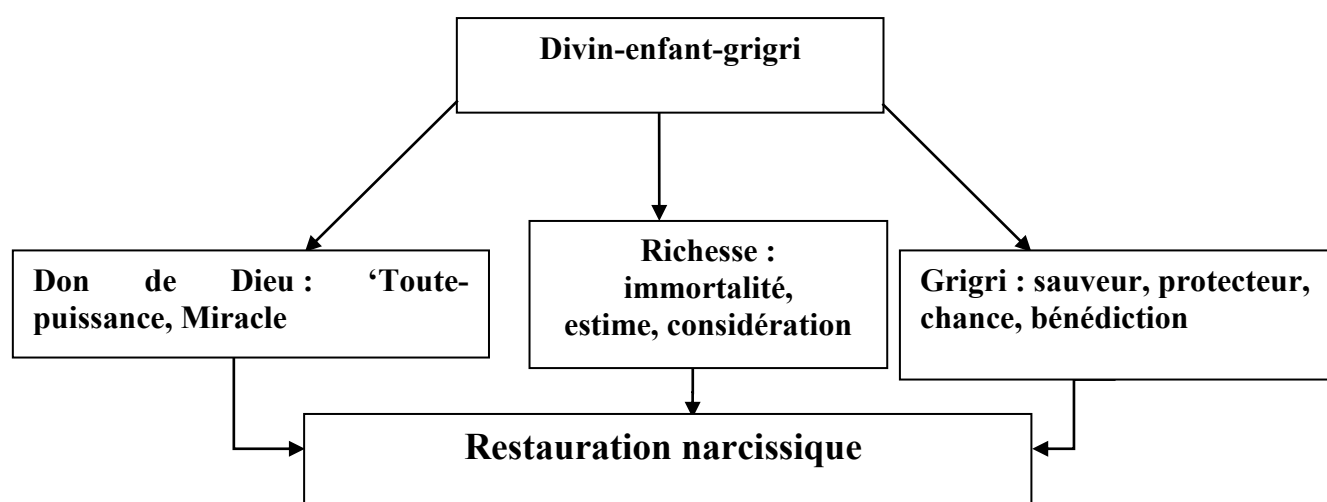 Divin-enfant-grigri
Don de Dieu : ‘Toute-
puissance, Miracle
Richesse :
immortalité,
estime, considération
Grigri : sauveur, protecteur,
chance, bénédiction
Restauration narcissique